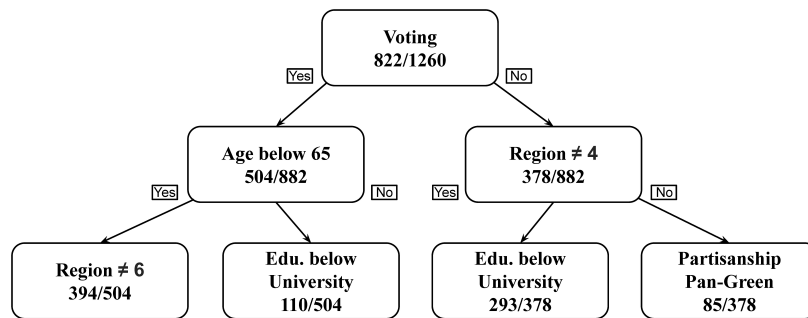 Voting
822/1260
Yes
No
Age below 65
504/882
Region ≠ 4
378/882
Yes
No
Yes
No
Region ≠ 6
394/504
Edu. below
University
110/504
Edu. below
University
293/378
Partisanship
Pan-Green
85/378